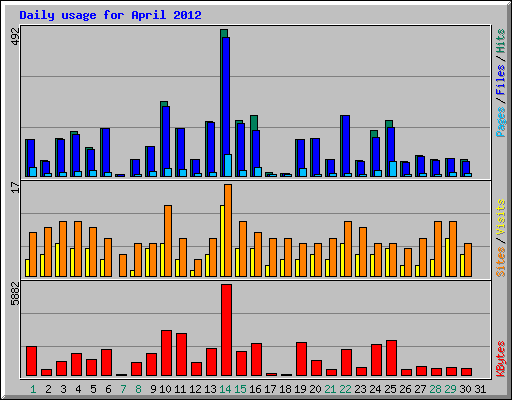 Daily usage for April 2012
492
17
5882
Pages / Files / Hits
Sites / Visits
KBytes
1 2 3 4 5 6 7 8 9 10 11 12 13 14 15 16 17 18 19 20 21 22 23 24 25 26 27 28 29 30 31